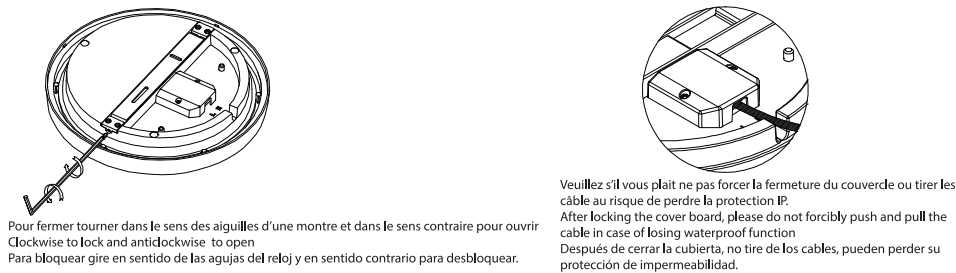 Pour fermer tourner dans le sens des aiguilles d'une montre et dans le sens contraire pour ouvrir
Clockwise to lock and anticlockwise to open
Para bloquear gire en sentido de las agujas del reloj y en sentido contrario para desbloquear.
Veuillez s'il vous plait ne pas forcer la fermeture du couvercle ou tirer les
câble au risque de perdre la protection IP.
After locking the cover board, please do not forcibly push and pull the
cable in case of losing waterproof function
Después de cerrar la cubierta, no tire de los cables, pueden perder su
protección de impermeabilidad.